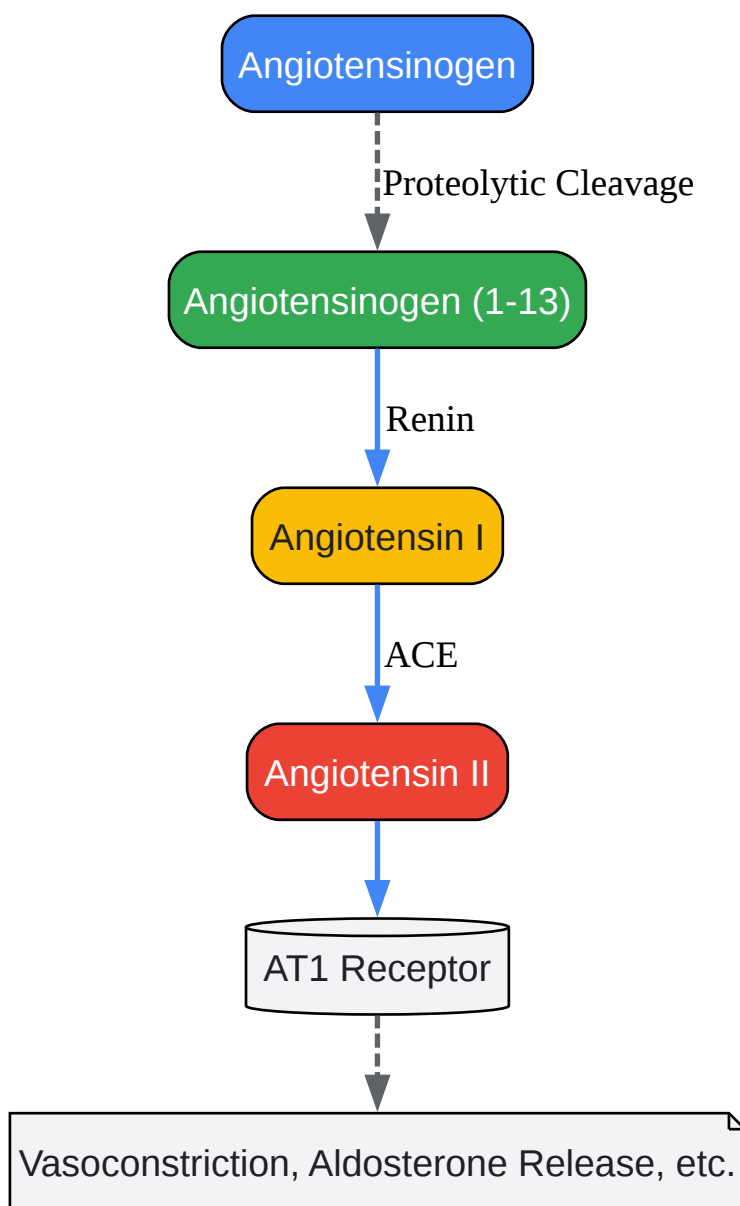 Angiotensinogen
Proteolytic Cleavage
Angiotensinogen (1-13)
Renin
Angiotensin I
ACE
Angiotensin II
AT1 Receptor
Vasoconstriction, Aldosterone Release, etc.